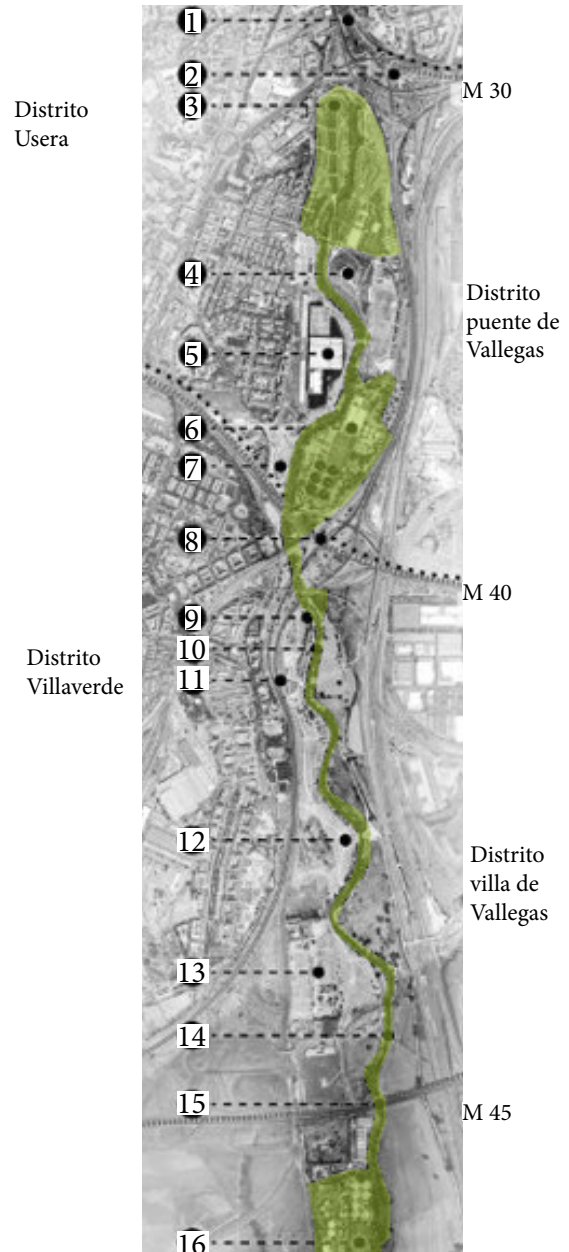 1
2
M 30
3
Distrito
Usera
4
Distrito
puente de
Vallegas
5
6
7
8
M 40
9
10
Distrito
Villaverde
11
12
Distrito
villa de
Vallegas
13
14
15
M 45
16